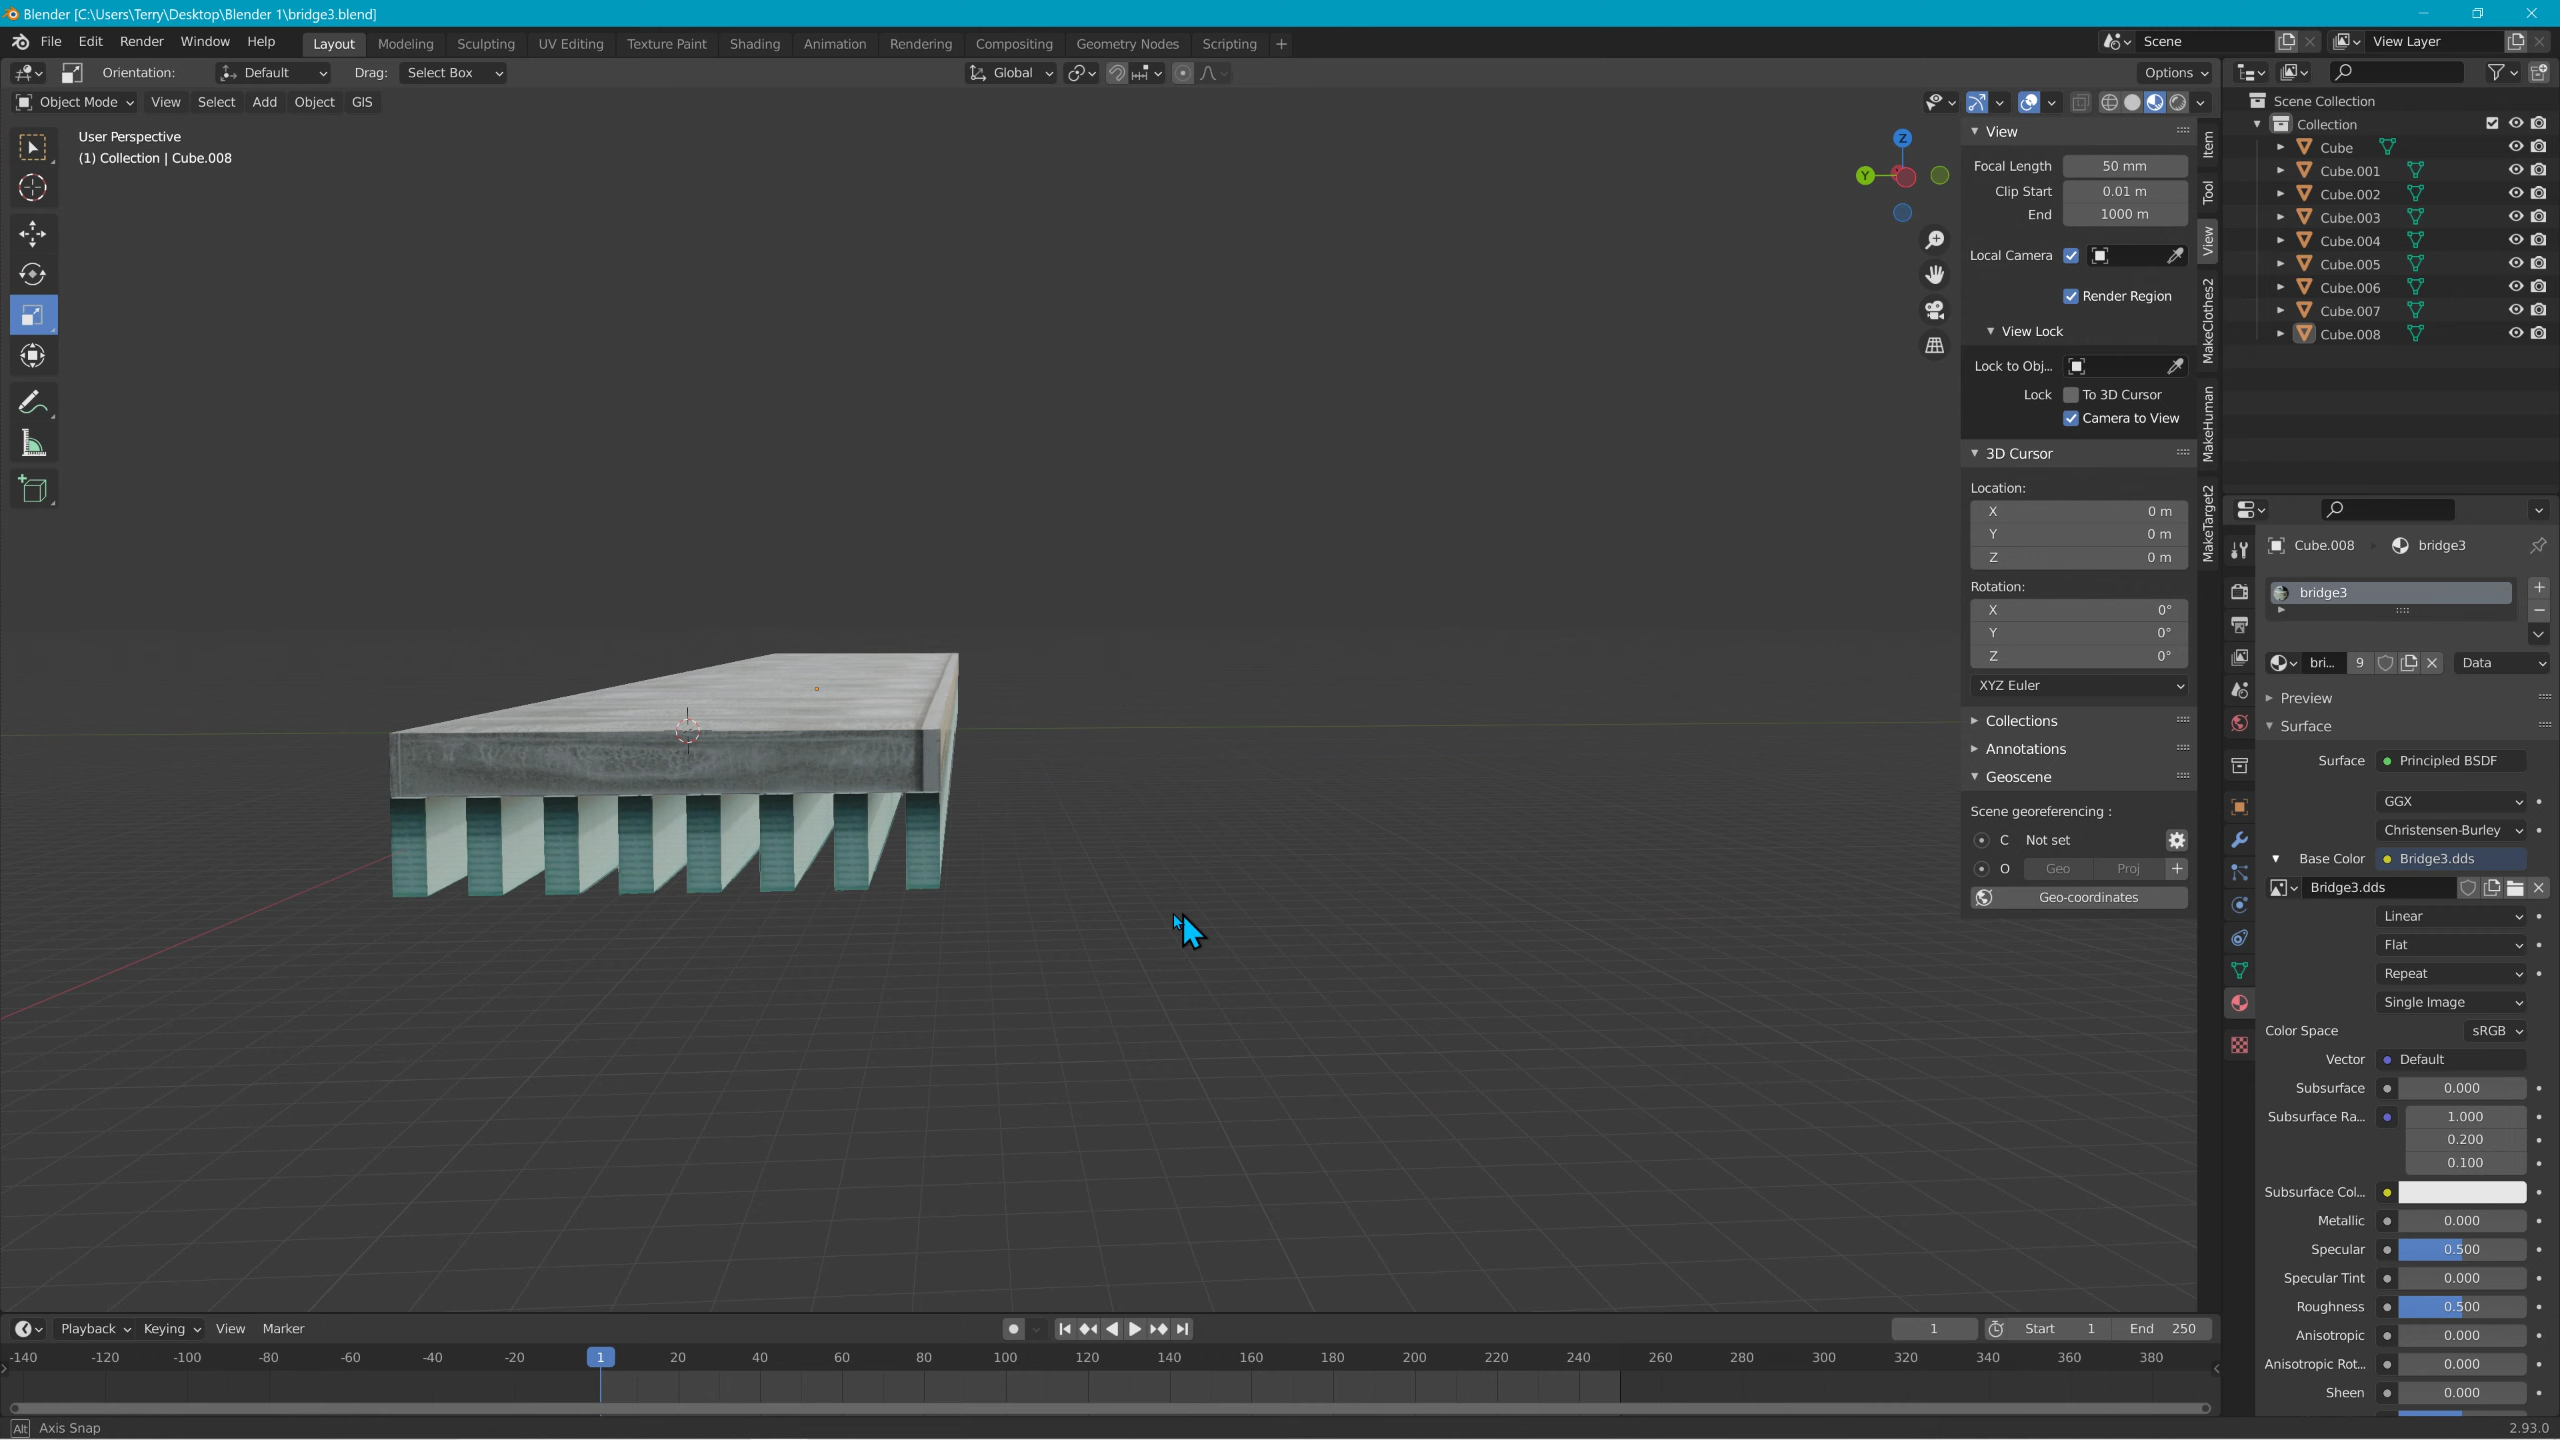 Blender [C:\Users\Terry\Desktop\Blender 1\bridge3.blend]
File Edit Render Window Help Layout Modeling Sculpting UV Editing Texture Paint Shading Animation Rendering Compositing Geometry Nodes Scripting + Scene View Layer
Orientation: Default Drag: Select Box Global Options
Object Mode View Select Add Object GIS
User Perspective
(1) Collection | Cube.008
Z
Y
View
Focal Length 50 mm
Clip Start 0.01 m
End 1000 m
Local Camera
Render Region
View Lock
Lock to Obj...
Lock To 3D Cursor
Camera to View
3D Cursor
Location:
X 0 m
Y 0 m
Z 0 m
Rotation:
X 0°
Y 0°
Z 0°
XYZ Euler
Collections
Annotations
Geoscene
Scene georeferencing :
C Not set
O Geo Proj +
Geo-coordinates
Item
Tool
View
MakeClothes2
MakeHuman
MakeTarget2
Scene Collection
Collection
Cube
Cube.001
Cube.002
Cube.003
Cube.004
Cube.005
Cube.006
Cube.007
Cube.008
Cube.008 bridge3
bridge3
bri... 9 Data
Preview
Surface
Surface Principled BSDF
GGX
Christensen-Burley
Base Color Bridge3.dds
Bridge3.dds
Linear
Flat
Repeat
Single Image
Color Space sRGB
Vector Default
Subsurface 0.000
Subsurface Ra... 1.000
0.200
0.100
Subsurface Col...
Metallic 0.000
Specular 0.500
Specular Tint 0.000
Roughness 0.500
Anisotropic 0.000
Anisotropic Rot... 0.000
Sheen 0.000
Playback Keying View Marker 1 Start 1 End 250
-140 -120 -100 -80 -60 -40 -20 1 20 40 60 80 100 120 140 160 180 200 220 240 260 280 300 320 340 360 380
Alt Axis Snap 2.93.0